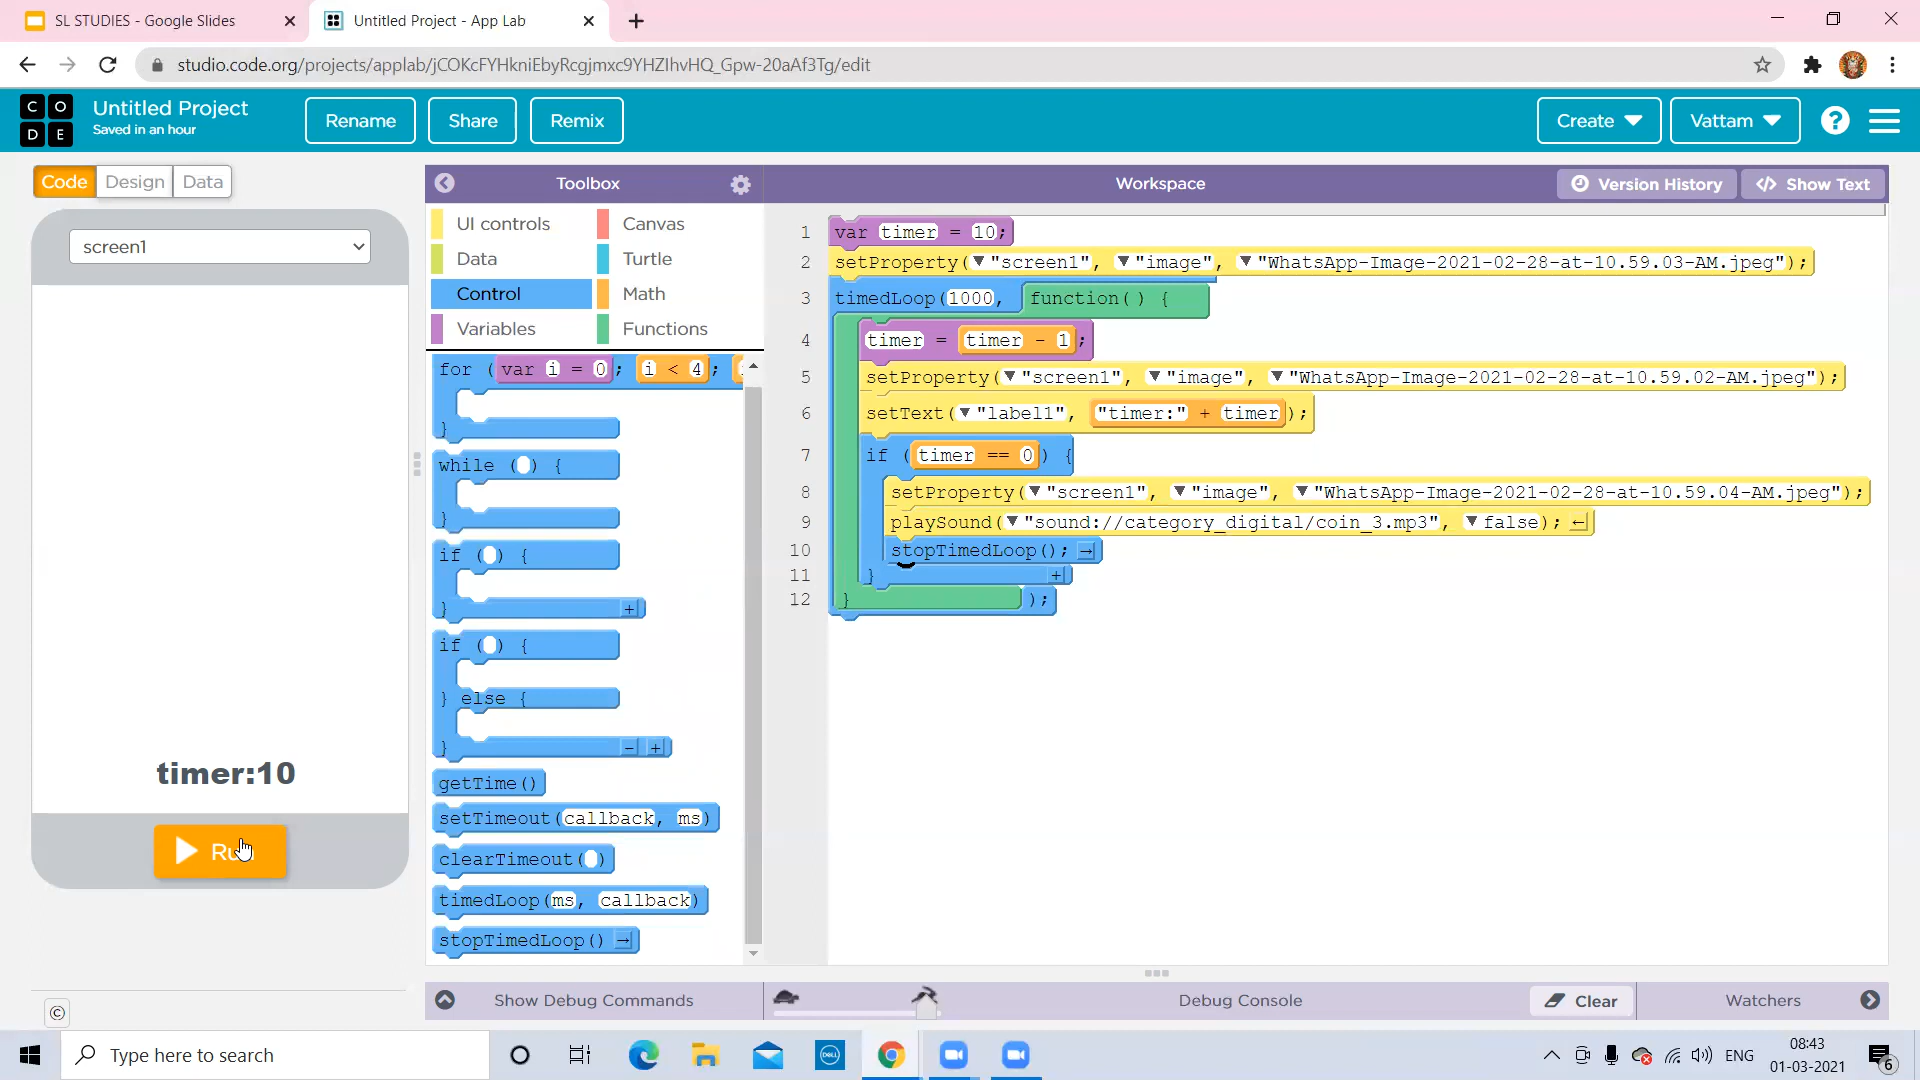 SL STUDIES - Google Slides
Untitled Project - App Lab
studio.code.org/projects/applab/jCOKcFYHkniEbyRcgjmxc9YHZIhvHQ_Gpw-20aAf3Tg/edit
C O
D E
Untitled Project
Saved in an hour
Rename
Share
Remix
Create
Vattam
?
Code
Design
Data
Toolbox
Workspace
Version History
Show Text
screen1
timer:10
Run
UI controls
Canvas
Data
Turtle
Control
Math
Variables
Functions
for ( var i = 0; i < 4;
}
while () {
}
if () {
} +
if () {
} else {
} - +
getTime()
setTimeout(callback, ms)
clearTimeout()
timedLoop(ms, callback)
stopTimedLoop() →
1 var timer = 10;
2 setProperty(▼"screen1", ▼"image", ▼"WhatsApp-Image-2021-02-28-at-10.59.03-AM.jpeg");
3 timedLoop(1000, function() {
4 timer = timer - 1;
5 setProperty(▼"screen1", ▼"image", ▼"WhatsApp-Image-2021-02-28-at-10.59.02-AM.jpeg");
6 setText(▼"label1", "timer:" + timer);
7 if (timer == 0) {
8 setProperty(▼"screen1", ▼"image", ▼"WhatsApp-Image-2021-02-28-at-10.59.04-AM.jpeg");
9 playSound(▼"sound://category_digital/coin_3.mp3", ▼false); ←
10 stopTimedLoop(); →
11 } +
12 } );
©
Show Debug Commands
Debug Console
Clear
Watchers
Type here to search
DELL
ENG
08:43
01-03-2021
6